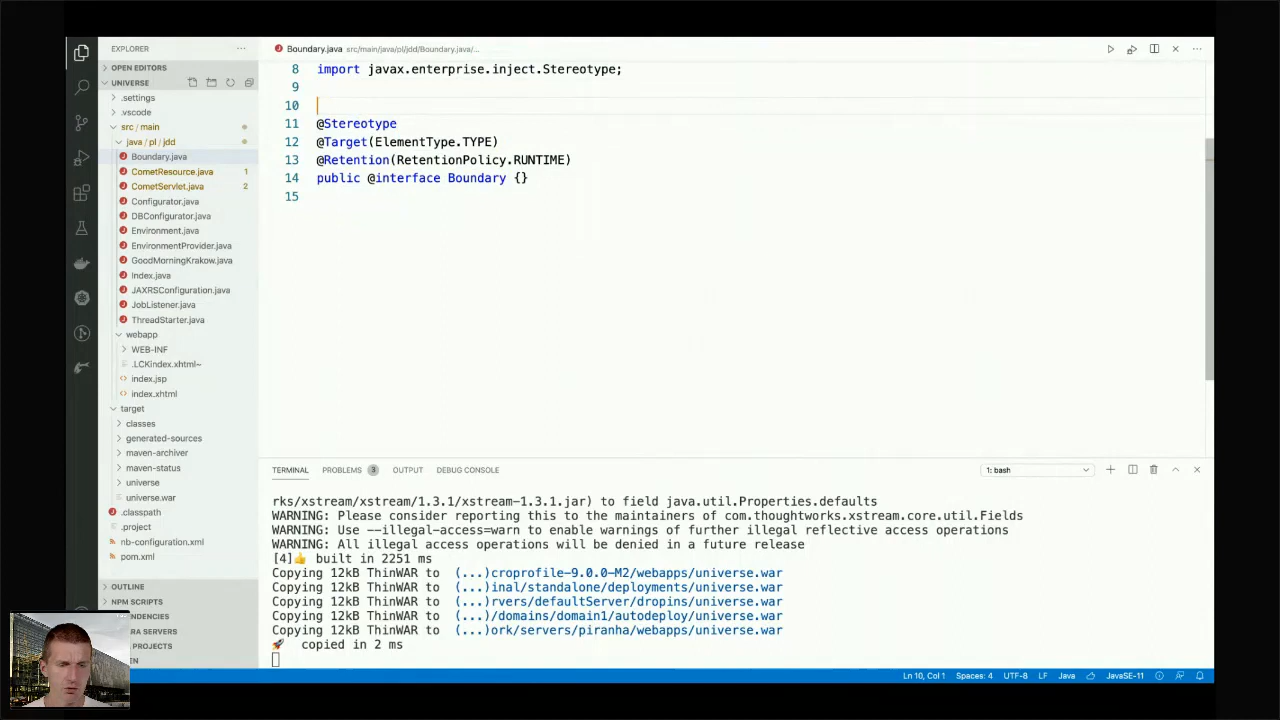 EXPLORER
Boundary.java src/main/java/pl/jdd/Boundary.java/...
OPEN EDITORS
UNIVERSE
.settings
.vscode
src / main
java / pl / jdd
Boundary.java
CometResource.java 1
CometServlet.java 2
Configurator.java
DBConfigurator.java
Environment.java
EnvironmentProvider.java
GoodMorningKrakow.java
Index.java
JAXRSConfiguration.java
JobListener.java
ThreadStarter.java
webapp
WEB-INF
.LCKindex.xhtml~
index.jsp
index.xhtml
target
classes
generated-sources
maven-archiver
maven-status
universe
universe.war
.classpath
.project
nb-configuration.xml
pom.xml
OUTLINE
NPM SCRIPTS
ENDENCIES
RA SERVERS
PROJECTS
EN
8 import javax.enterprise.inject.Stereotype;
9
10
11 @Stereotype
12 @Target(ElementType.TYPE)
13 @Retention(RetentionPolicy.RUNTIME)
14 public @interface Boundary {}
15
TERMINAL PROBLEMS 3 OUTPUT DEBUG CONSOLE 1: bash
rks/xstream/xstream/1.3.1/xstream-1.3.1.jar) to field java.util.Properties.defaults
WARNING: Please consider reporting this to the maintainers of com.thoughtworks.xstream.core.util.Fields
WARNING: Use --illegal-access=warn to enable warnings of further illegal reflective access operations
WARNING: All illegal access operations will be denied in a future release
[4]👍 built in 2251 ms
Copying 12kB ThinWAR to (...)croprofile-9.0.0-M2/webapps/universe.war
Copying 12kB ThinWAR to (...)inal/standalone/deployments/universe.war
Copying 12kB ThinWAR to (...)rvers/defaultServer/dropins/universe.war
Copying 12kB ThinWAR to (...)/domains/domain1/autodeploy/universe.war
Copying 12kB ThinWAR to (...)ork/servers/piranha/webapps/universe.war
🚀 copied in 2 ms
Ln 10, Col 1 Spaces: 4 UTF-8 LF Java JavaSE-11